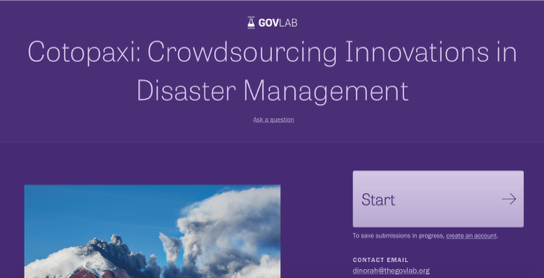 GOVLAB
Cotopaxi: Crowdsourcing Innovations in
Disaster Management
Ask a question
Start
To save submissions in progress, create an account.
CONTACT EMAIL
dinorah@thegovlab.org